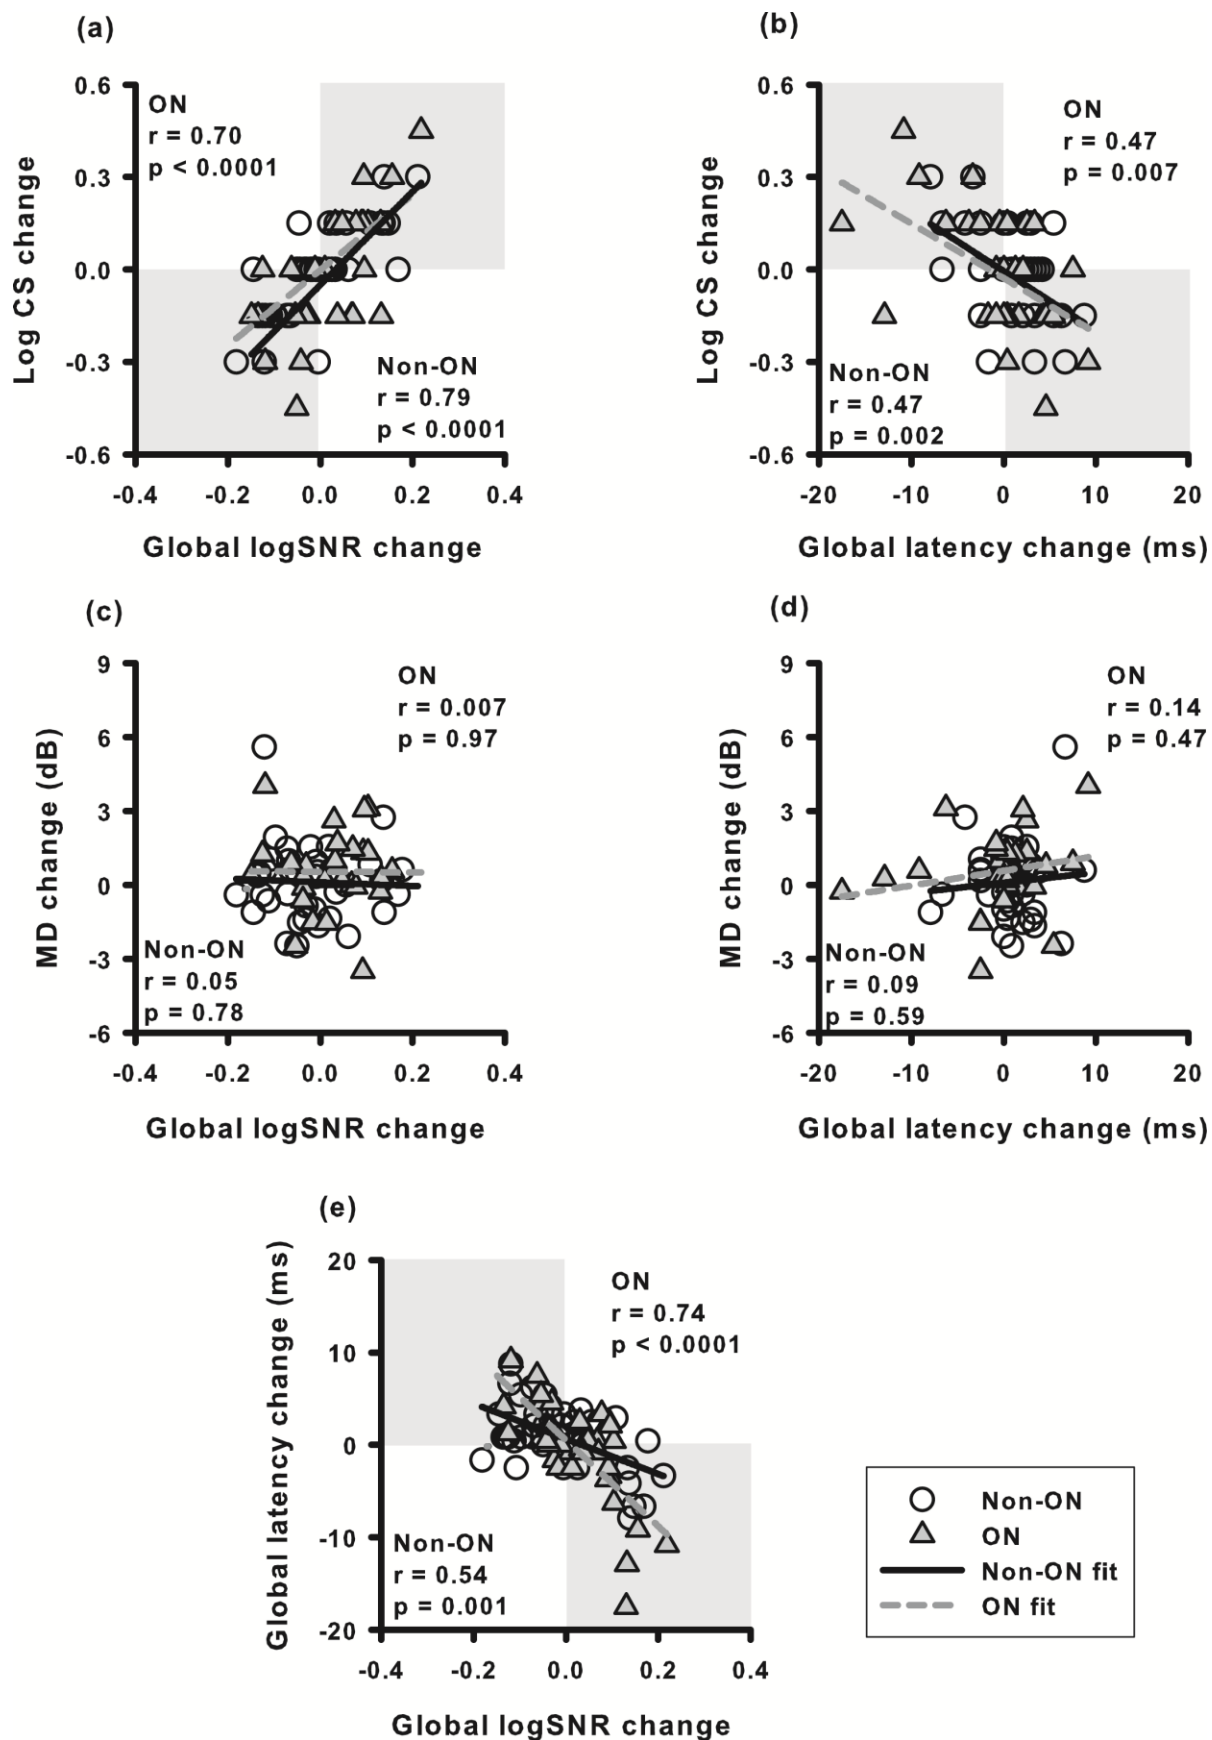 (a)
0.6
0.3
0.0
-0.3
-0.6
Log CS change
ON
r = 0.70
p < 0.0001
Non-ON
r = 0.79
p < 0.0001
-0.4
-0.2
0.0
0.2
0.4
Global logSNR change
(b)
0.6
0.3
0.0
-0.3
-0.6
Log CS change
ON
r = 0.47
p = 0.007
Non-ON
r = 0.47
p = 0.002
-20
-10
0
10
20
Global latency change (ms)
(c)
9
6
3
0
-3
-6
MD change (dB)
ON
r = 0.007
p = 0.97
Non-ON
r = 0.05
p = 0.78
-0.4
-0.2
0.0
0.2
0.4
Global logSNR change
(d)
9
6
3
0
-3
-6
MD change (dB)
ON
r = 0.14
p = 0.47
Non-ON
r = 0.09
p = 0.59
-20
-10
0
10
20
Global latency change (ms)
(e)
20
10
0
-10
-20
Global latency change (ms)
ON
r = 0.74
p < 0.0001
Non-ON
r = 0.54
p = 0.001
-0.4
-0.2
0.0
0.2
0.4
Global logSNR change
Non-ON
ON
Non-ON fit
ON fit